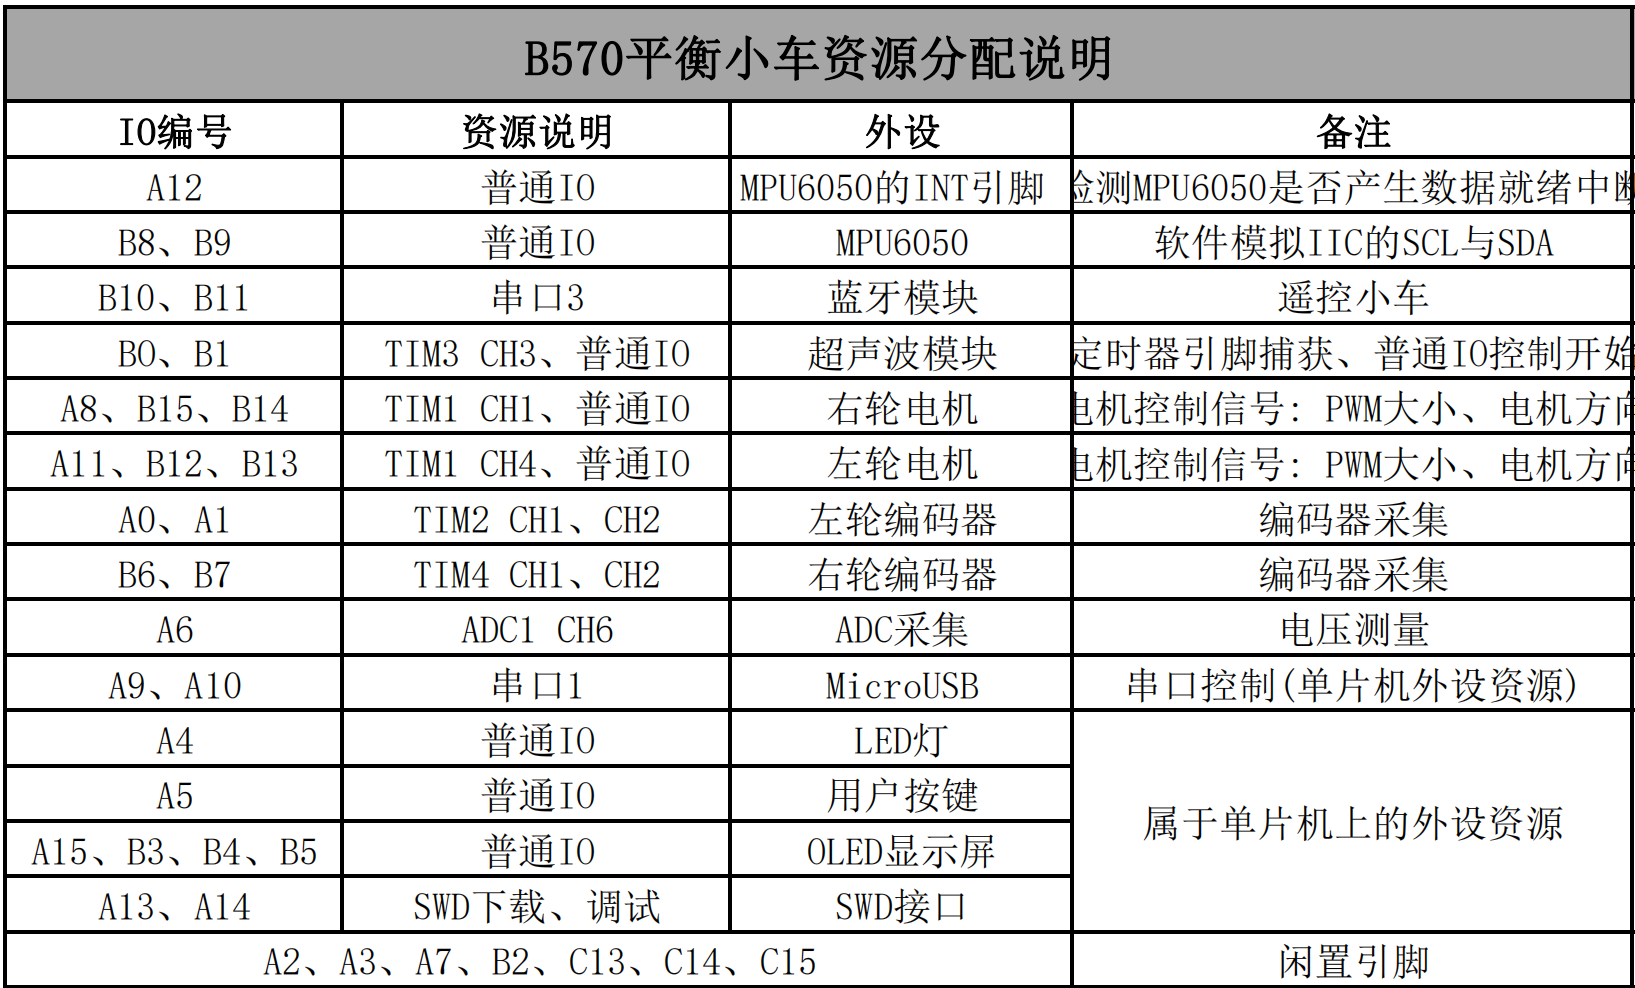 B570平衡小车资源分配说明
IO编号 资源说明 外设 备注
A12 普通IO MPU6050的INT引脚 检测MPU6050是否产生数据就绪中断
B8、B9 普通IO MPU6050 软件模拟IIC的SCL与SDA
B10、B11 串口3 蓝牙模块 遥控小车
B0、B1 TIM3 CH3、普通IO 超声波模块 定时器引脚捕获、普通IO控制开始
A8、B15、B14 TIM1 CH1、普通IO 右轮电机 电机控制信号: PWM大小、电机方向
A11、B12、B13 TIM1 CH4、普通IO 左轮电机 电机控制信号: PWM大小、电机方向
A0、A1 TIM2 CH1、CH2 左轮编码器 编码器采集
B6、B7 TIM4 CH1、CH2 右轮编码器 编码器采集
A6 ADC1 CH6 ADC采集 电压测量
A9、A10 串口1 MicroUSB 串口控制(单片机外设资源)
A4 普通IO LED灯
A5 普通IO 用户按键
属于单片机上的外设资源
A15、B3、B4、B5 普通IO OLED显示屏
A13、A14 SWD下载、调试 SWD接口
A2、A3、A7、B2、C13、C14、C15 闲置引脚